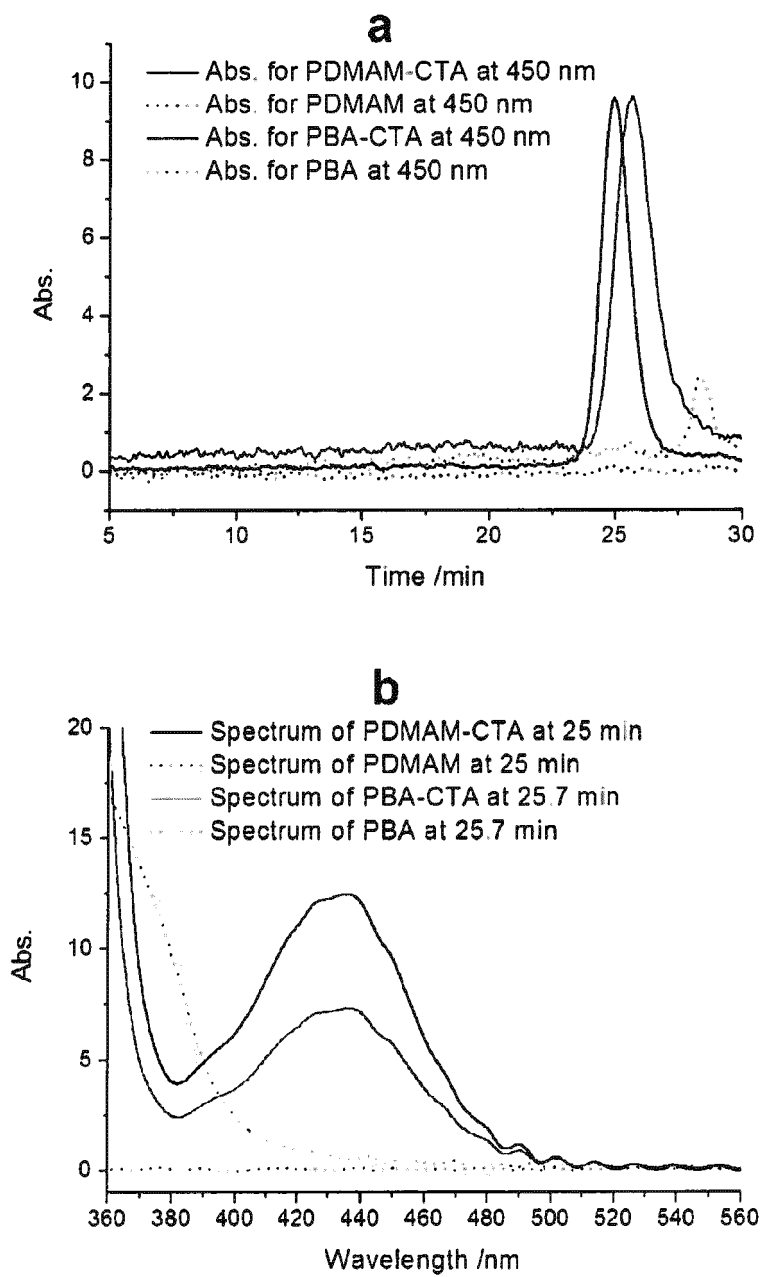 a
Abs. for PDMAM-CTA at 450 nm
Abs. for PDMAM at 450 nm
Abs. for PBA-CTA at 450 nm
Abs. for PBA at 450 nm
10
8
6
4
2
0
Abs.
5 10 15 20 25 30
Time /min
b
Spectrum of PDMAM-CTA at 25 min
Spectrum of PDMAM at 25 min
Spectrum of PBA-CTA at 25.7 min
Spectrum of PBA at 25.7 min
20
15
10
5
0
Abs.
360 380 400 420 440 460 480 500 520 540 560
Wavelength /nm